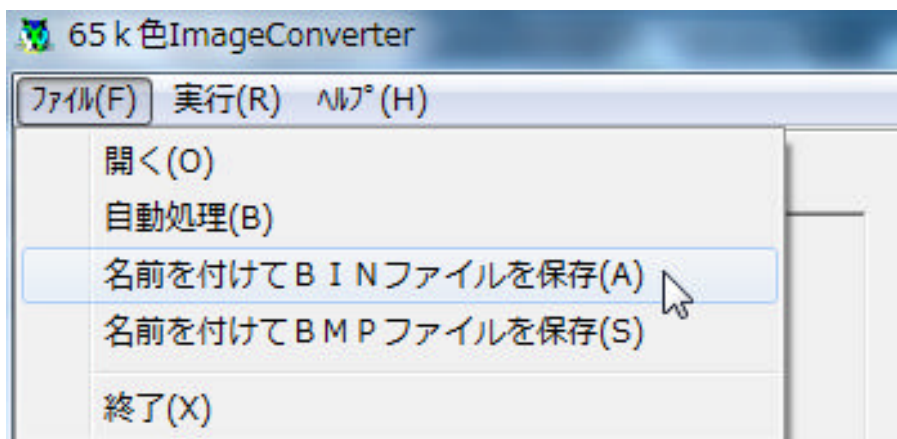 65ｋ色ImageConverter
ﾌｧｲﾙ(F) 実行(R) ﾍﾙﾌﾟ(H)
開く(O)
自動処理(B)
名前を付けてＢＩＮファイルを保存(A)
名前を付けてＢＭＰファイルを保存(S)
終了(X)